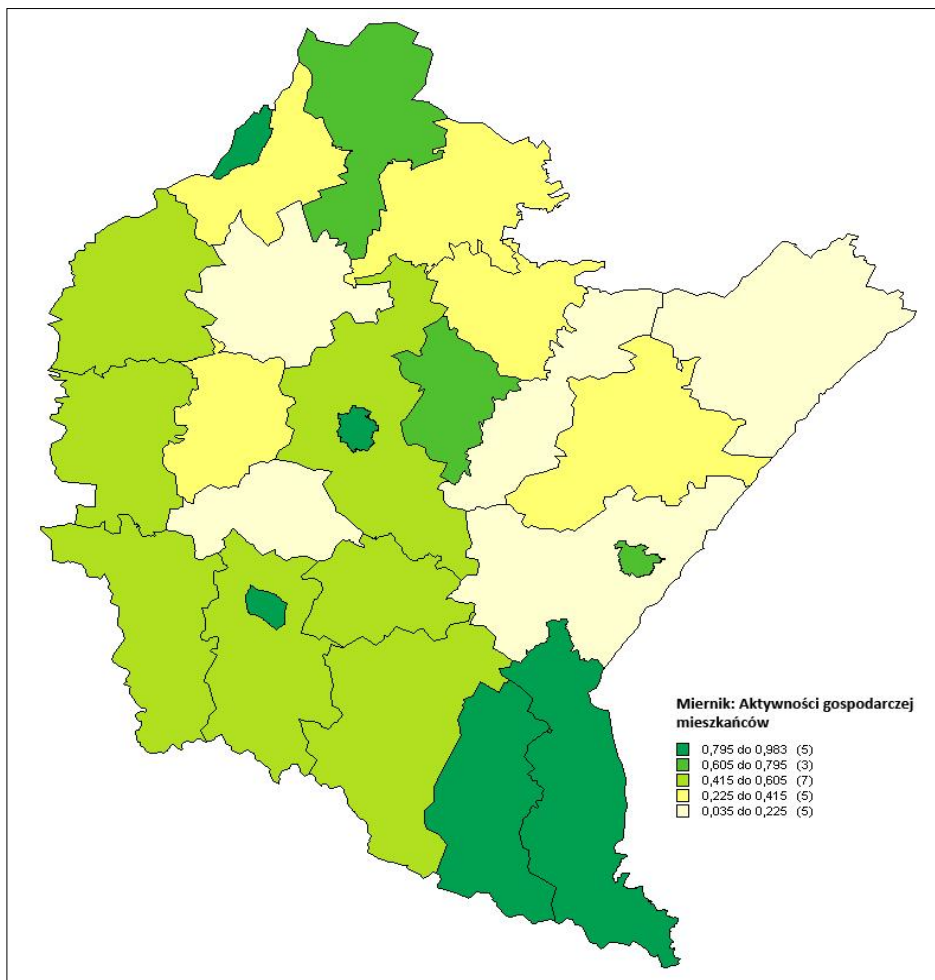 Miernik: Aktywności gospodarczej
mieszkańców
0,795 do 0,983 (5)
0,605 do 0,795 (3)
0,415 do 0,605 (7)
0,225 do 0,415 (5)
0,035 do 0,225 (5)